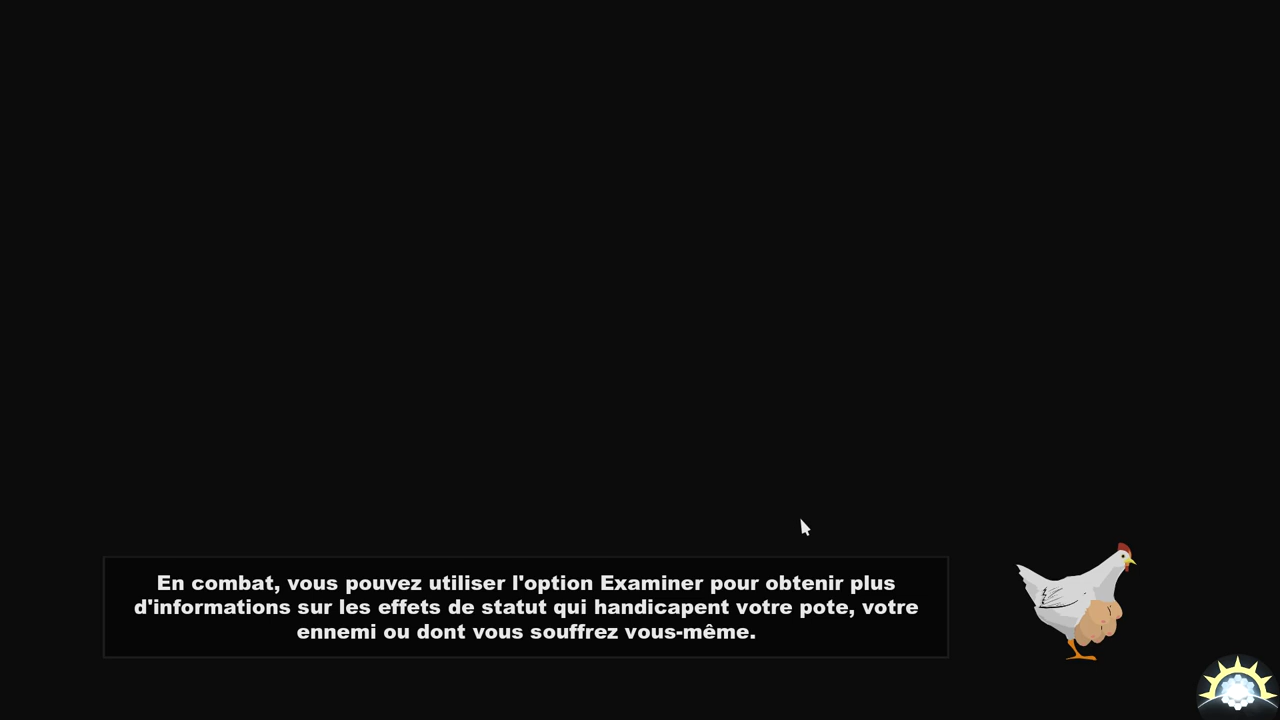 En combat, vous pouvez utiliser l'option Examiner pour obtenir plus
d'informations sur les effets de statut qui handicapent votre pote, votre
ennemi ou dont vous souffrez vous-même.